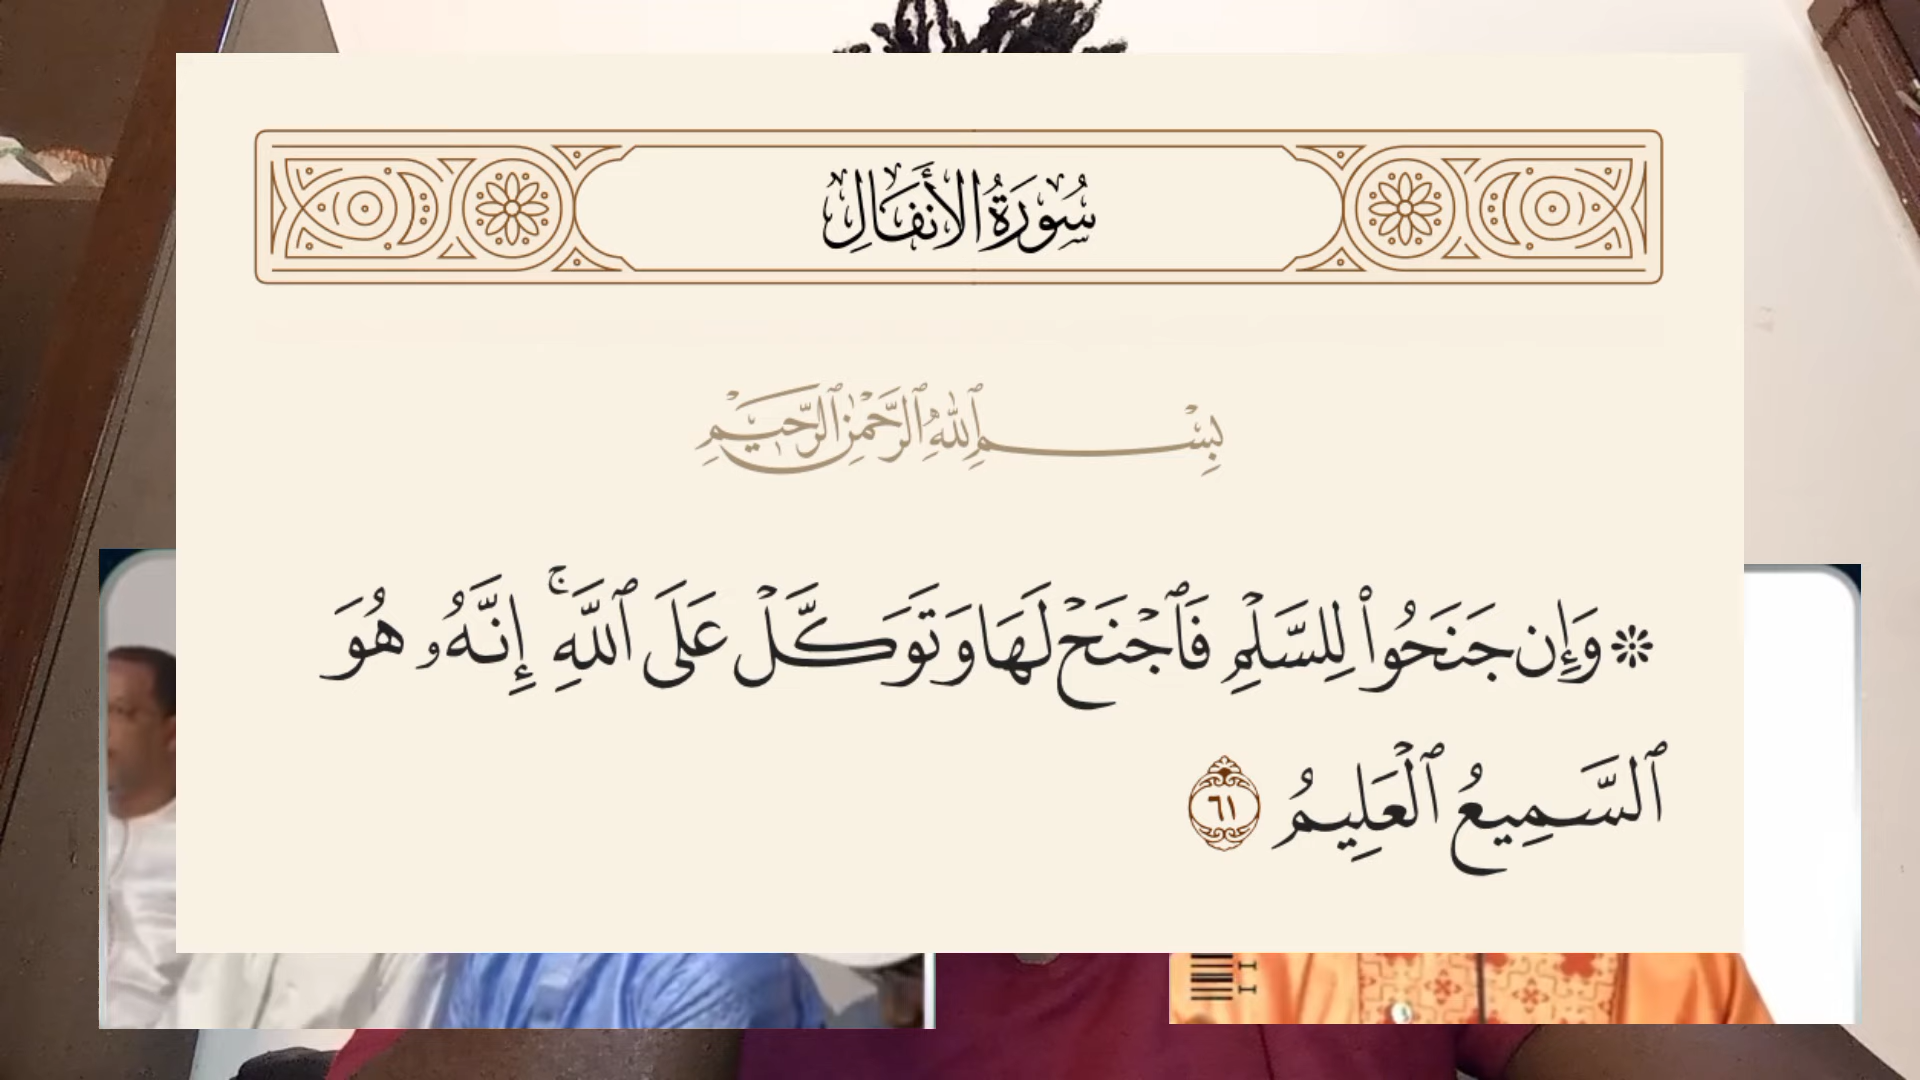 سُورَةُ الأَنفَالِ
بِسْمِ ٱللَّهِ ٱلرَّحْمَٰنِ ٱلرَّحِيمِ
۞ وَإِن جَنَحُوا۟ لِلسَّلْمِ فَٱجْنَحْ لَهَا وَتَوَكَّلْ عَلَى ٱللَّهِ ۚ إِنَّهُۥ هُوَ
ٱلسَّمِيعُ ٱلْعَلِيمُ ٦١